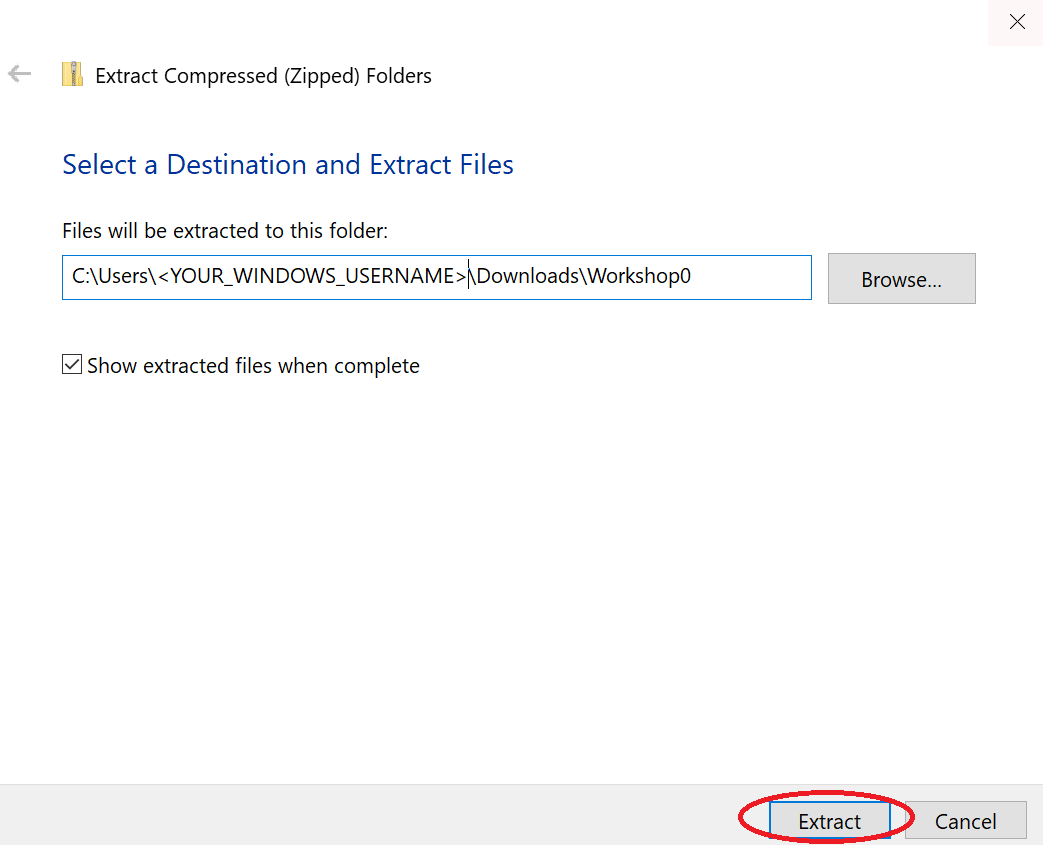 Extract Compressed (Zipped) Folders
Select a Destination and Extract Files
Files will be extracted to this folder:
C:\Users\<YOUR_WINDOWS_USERNAME>\Downloads\Workshop0
Browse...
Show extracted files when complete
Extract
Cancel